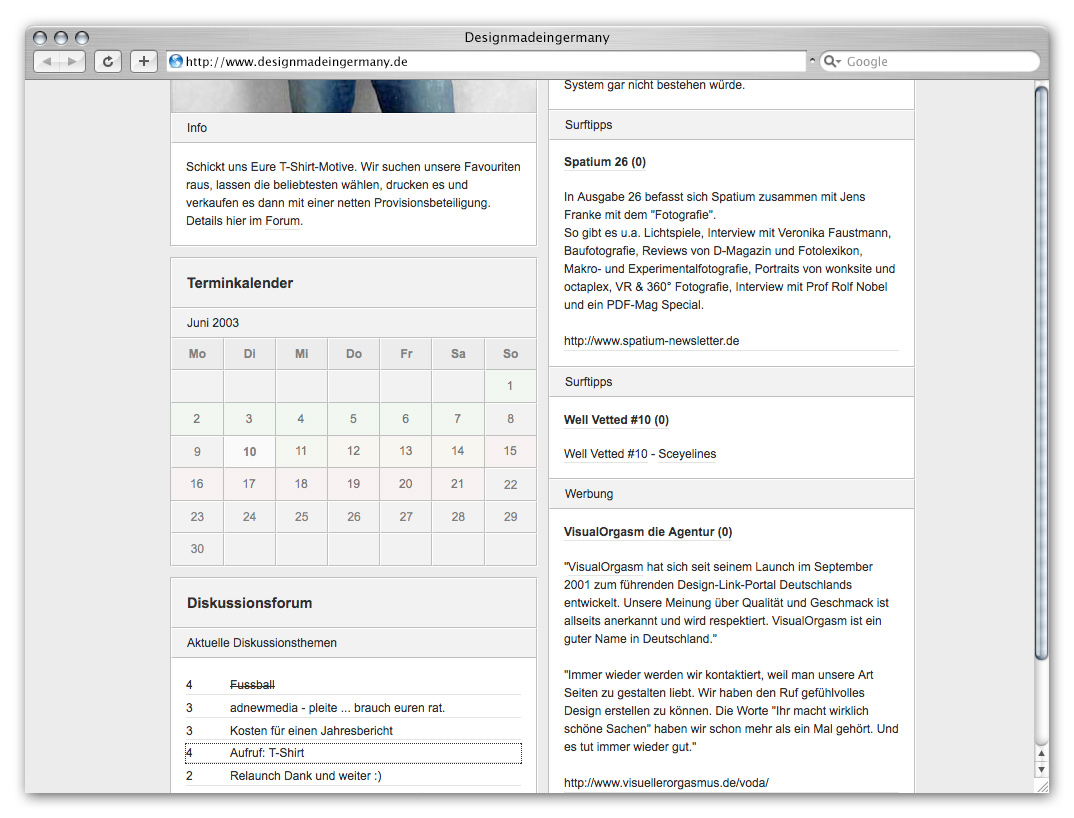 Designmadeingermany
http://www.designmadeingermany.de
Google
Info
Schickt uns Eure T-Shirt-Motive. Wir suchen unsere Favouriten
raus, lassen die beliebtesten wählen, drucken es und
verkaufen es dann mit einer netten Provisionsbeteiligung.
Details hier im Forum.
Terminkalender
Juni 2003
Mo Di Mi Do Fr Sa So
1
2 3 4 5 6 7 8
9 10 11 12 13 14 15
16 17 18 19 20 21 22
23 24 25 26 27 28 29
30
Diskussionsforum
Aktuelle Diskussionsthemen
4 Fussball
3 adnewmedia - pleite ... brauch euren rat.
3 Kosten für einen Jahresbericht
4 Aufruf: T-Shirt
2 Relaunch Dank und weiter :)
System gar nicht bestehen würde.
Surftipps
Spatium 26 (0)
In Ausgabe 26 befasst sich Spatium zusammen mit Jens
Franke mit dem "Fotografie".
So gibt es u.a. Lichtspiele, Interview mit Veronika Faustmann,
Baufotografie, Reviews von D-Magazin und Fotolexikon,
Makro- und Experimentalfotografie, Portraits von wonksite und
octaplex, VR & 360° Fotografie, Interview mit Prof Rolf Nobel
und ein PDF-Mag Special.
http://www.spatium-newsletter.de
Surftipps
Well Vetted #10 (0)
Well Vetted #10 - Sceyelines
Werbung
VisualOrgasm die Agentur (0)
"VisualOrgasm hat sich seit seinem Launch im September
2001 zum führenden Design-Link-Portal Deutschlands
entwickelt. Unsere Meinung über Qualität und Geschmack ist
allseits anerkannt und wird respektiert. VisualOrgasm ist ein
guter Name in Deutschland."
"Immer wieder werden wir kontaktiert, weil man unsere Art
Seiten zu gestalten liebt. Wir haben den Ruf gefühlvolles
Design erstellen zu können. Die Worte "Ihr macht wirklich
schöne Sachen" haben wir schon mehr als ein Mal gehört. Und
es tut immer wieder gut."
http://www.visuellerorgasmus.de/voda/